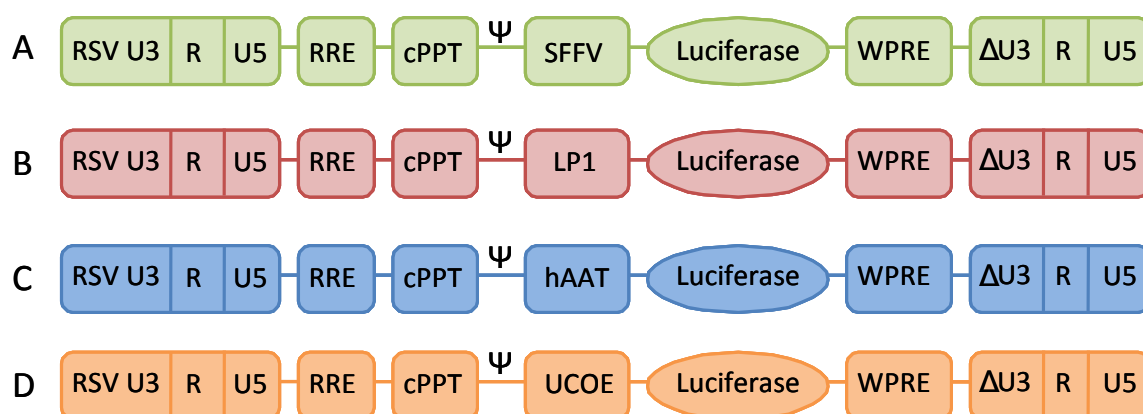 A RSV U3 R U5 RRE cPPT Ψ SFFV Luciferase WPRE ΔU3 R U5
B RSV U3 R U5 RRE cPPT Ψ LP1 Luciferase WPRE ΔU3 R U5
C RSV U3 R U5 RRE cPPT Ψ hAAT Luciferase WPRE ΔU3 R U5
D RSV U3 R U5 RRE cPPT Ψ UCOE Luciferase WPRE ΔU3 R U5